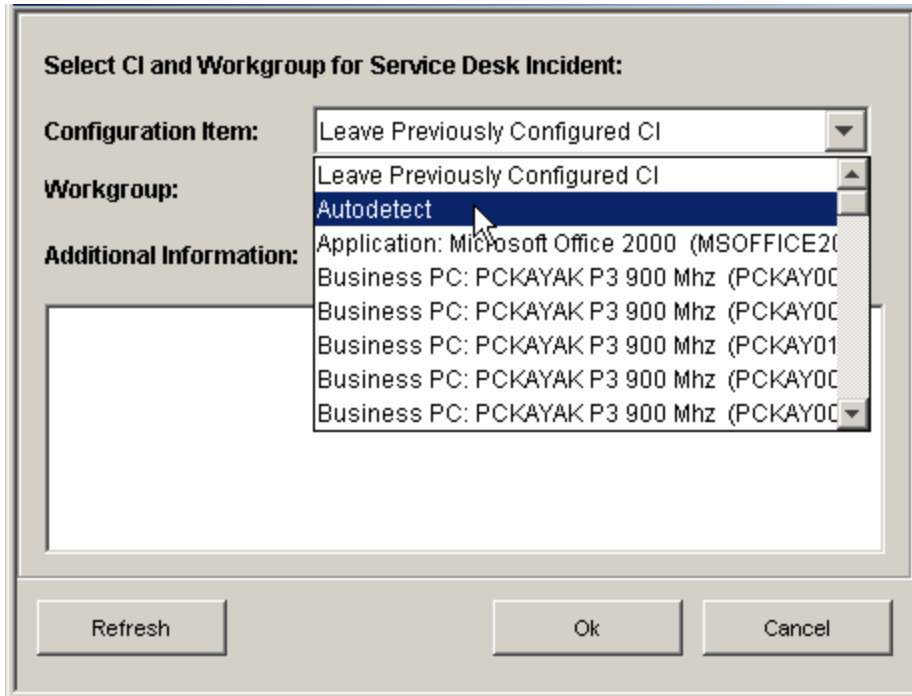 Select CI and Workgroup for Service Desk Incident:
Configuration Item: Leave Previously Configured CI
Leave Previously Configured CI
Workgroup:
Autodetect
Additional Information: Application: Microsoft Office 2000 (MSOFFICE20
Business PC: PCKAYAK P3 900 Mhz (PCKAY00
Business PC: PCKAYAK P3 900 Mhz (PCKAY00
Business PC: PCKAYAK P3 900 Mhz (PCKAY01
Business PC: PCKAYAK P3 900 Mhz (PCKAY00
Business PC: PCKAYAK P3 900 Mhz (PCKAY00
Refresh Ok Cancel